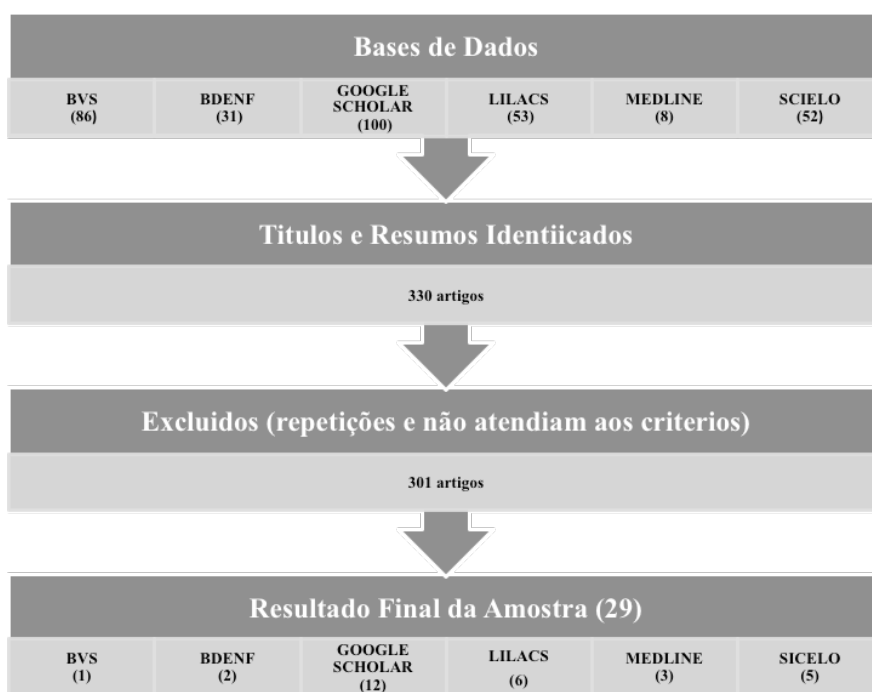 Bases de Dados
BVS
(86)
BDENF
(31)
GOOGLE
SCHOLAR
(100)
LILACS
(53)
MEDLINE
(8)
SCIELO
(52)
Titulos e Resumos Identiicados
330 artigos
Excluidos (repetições e não atendiam aos criterios)
301 artigos
Resultado Final da Amostra (29)
BVS
(1)
BDENF
(2)
GOOGLE
SCHOLAR
(12)
LILACS
(6)
MEDLINE
(3)
SICELO
(5)